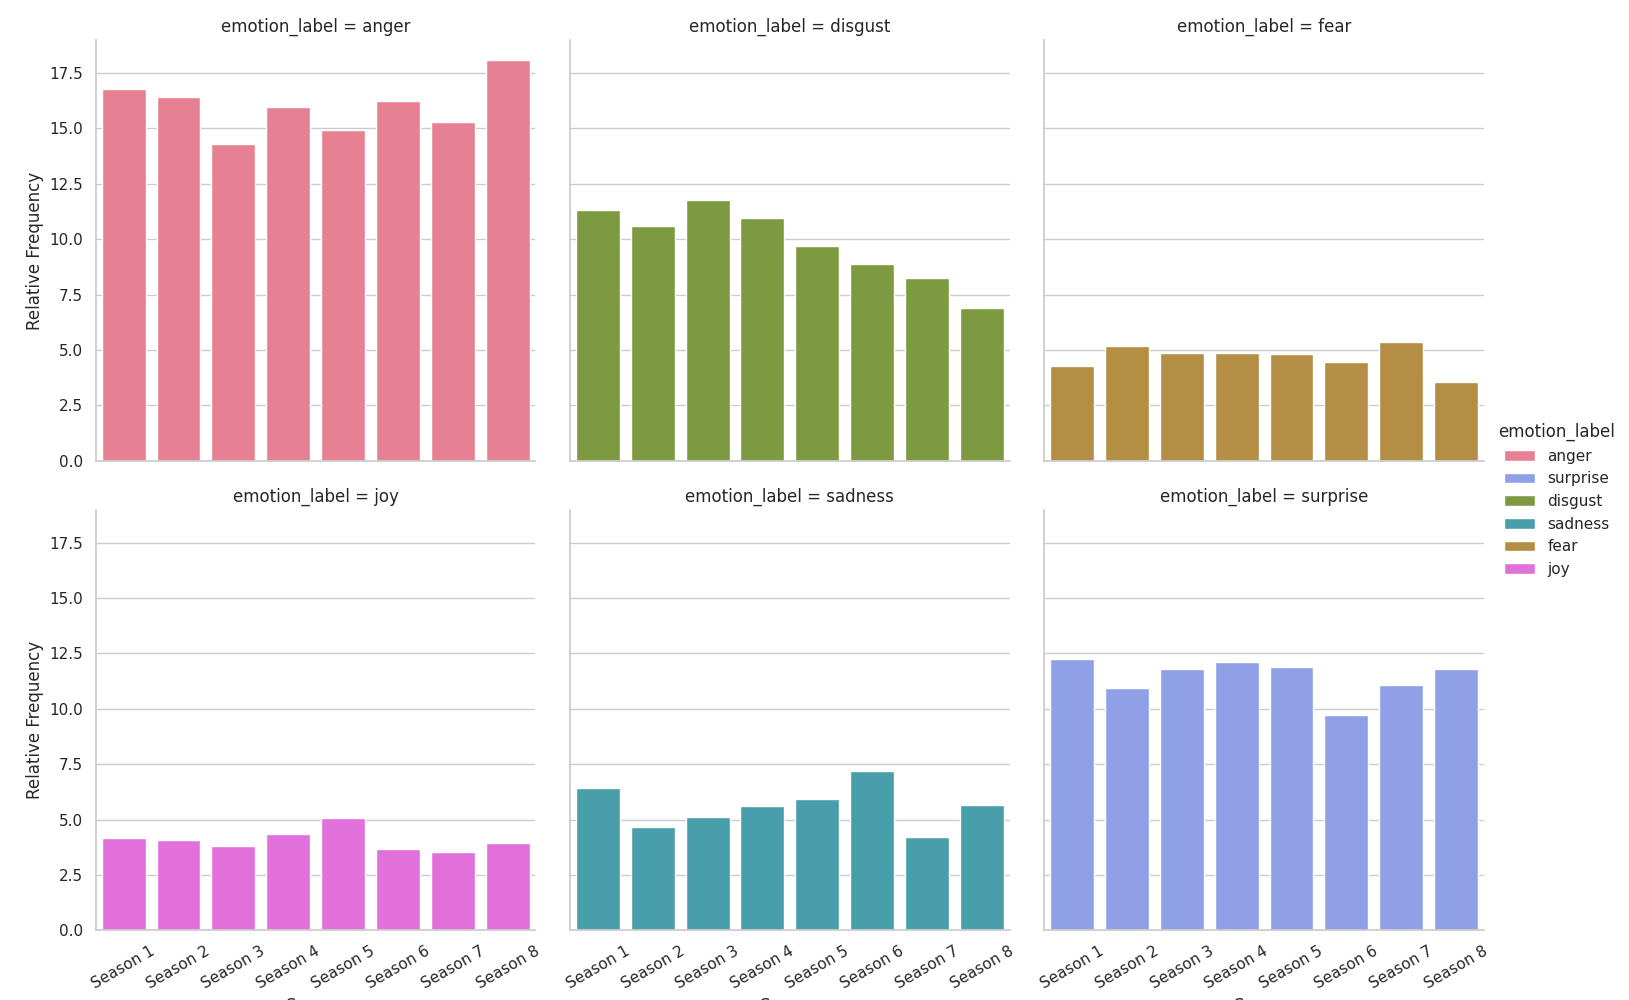 emotion_label = anger
emotion_label = disgust
emotion_label = fear
17.5
15.0
12.5
10.0
7.5
5.0
2.5
0.0
Relative Frequency
emotion_label = joy
emotion_label = sadness
emotion_label = surprise
17.5
15.0
12.5
10.0
7.5
5.0
2.5
0.0
Relative Frequency
Season 1
Season 2
Season 3
Season 4
Season 5
Season 6
Season 7
Season 8
Season 1
Season 2
Season 3
Season 4
Season 5
Season 6
Season 7
Season 8
Season 1
Season 2
Season 3
Season 4
Season 5
Season 6
Season 7
Season 8
emotion_label
anger
surprise
disgust
sadness
fear
joy